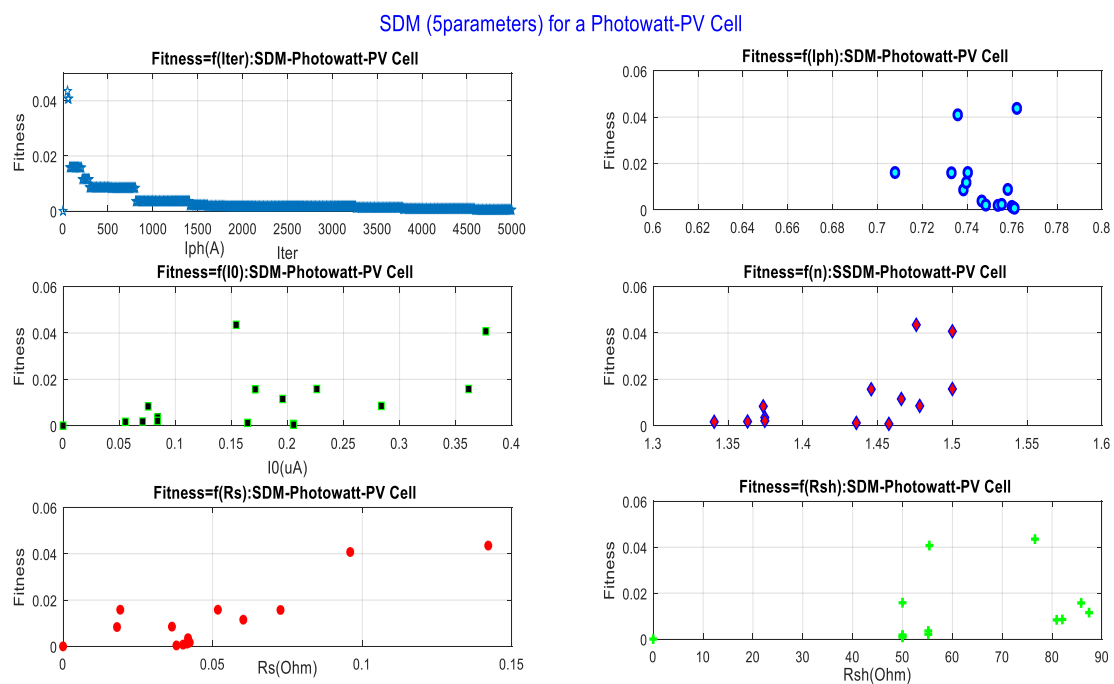 SDM (5parameters) for a Photowatt-PV Cell
Fitness=f(Iter):SDM-Photowatt-PV Cell
Fitness
0.04
0.02
0
0 500 1000 1500 2000 2500 3000 3500 4000 4500 5000
Iph(A)
Iter
Fitness=f(Iph):SDM-Photowatt-PV Cell
Fitness
0.06
0.04
0.02
0
0.6 0.62 0.64 0.66 0.68 0.7 0.72 0.74 0.76 0.78 0.8
Fitness=f(I0):SDM-Photowatt-PV Cell
Fitness
0.06
0.04
0.02
0
0 0.05 0.1 0.15 0.2 0.25 0.3 0.35 0.4
I0(uA)
Fitness=f(n):SSDM-Photowatt-PV Cell
Fitness
0.06
0.04
0.02
0
1.3 1.35 1.4 1.45 1.5 1.55 1.6
Fitness=f(Rs):SDM-Photowatt-PV Cell
Fitness
0.06
0.04
0.02
0
0 0.05 0.1 0.15
Rs(Ohm)
Fitness=f(Rsh):SDM-Photowatt-PV Cell
Fitness
0.06
0.04
0.02
0
0 10 20 30 40 50 60 70 80 90
Rsh(Ohm)